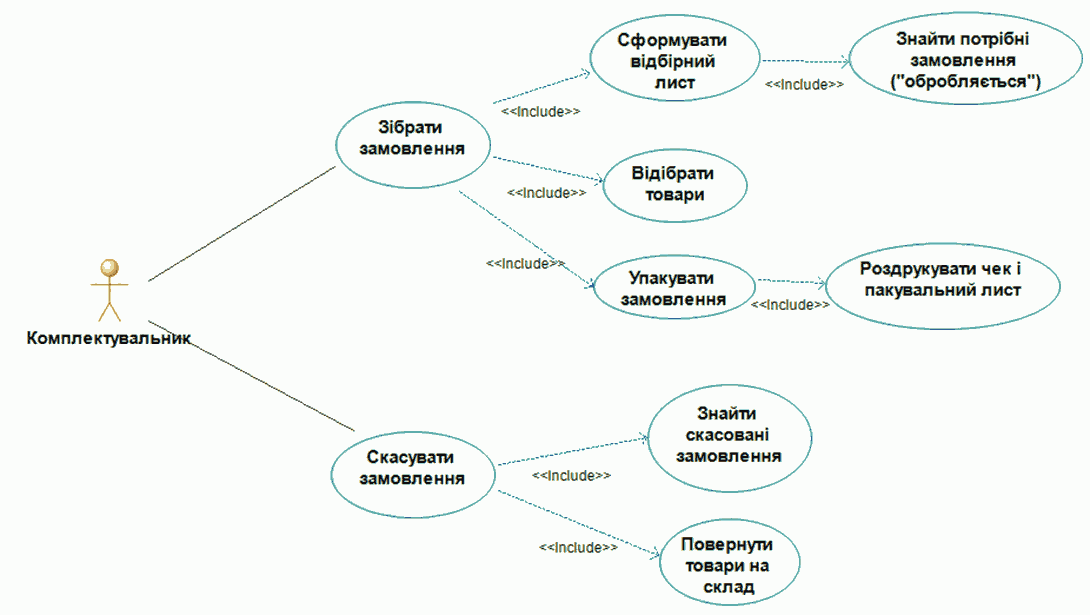 Сформувати
відбірний
лист
<<Include>>
Знайти потрібні
замовлення
("обробляється")
<<Include>>
Зібрати
замовлення
<<Include>>
Відібрати
товари
<<Include>>
Упакувати
замовлення
<<Include>>
Роздрукувати чек і
пакувальний лист
Комплектувальник
Скасувати
замовлення
<<Include>>
Знайти
скасовані
замовлення
<<Include>>
Повернути
товари на
склад